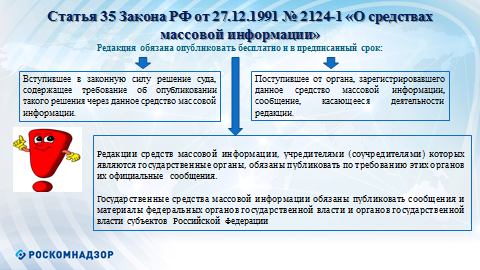 Статья 35 Закона РФ от 27.12.1991 № 2124-1 «О средствах
массовой информации»
Редакция обязана опубликовать бесплатно и в предписанный срок:
Вступившее в законную силу решение суда,
содержащее требование об опубликовании
такого решения через данное средство массовой
информации.
Поступившее от органа, зарегистрировавшего
данное средство массовой информации,
сообщение, касающееся деятельности
редакции.
Редакции средств массовой информации, учредителями (соучредителями) которых
являются государственные органы, обязаны публиковать по требованию этих органов
их официальные сообщения.
Государственные средства массовой информации обязаны публиковать сообщения и
материалы федеральных органов государственной власти и органов государственной
власти субъектов Российской Федерации
РОСКОМНАДЗОР